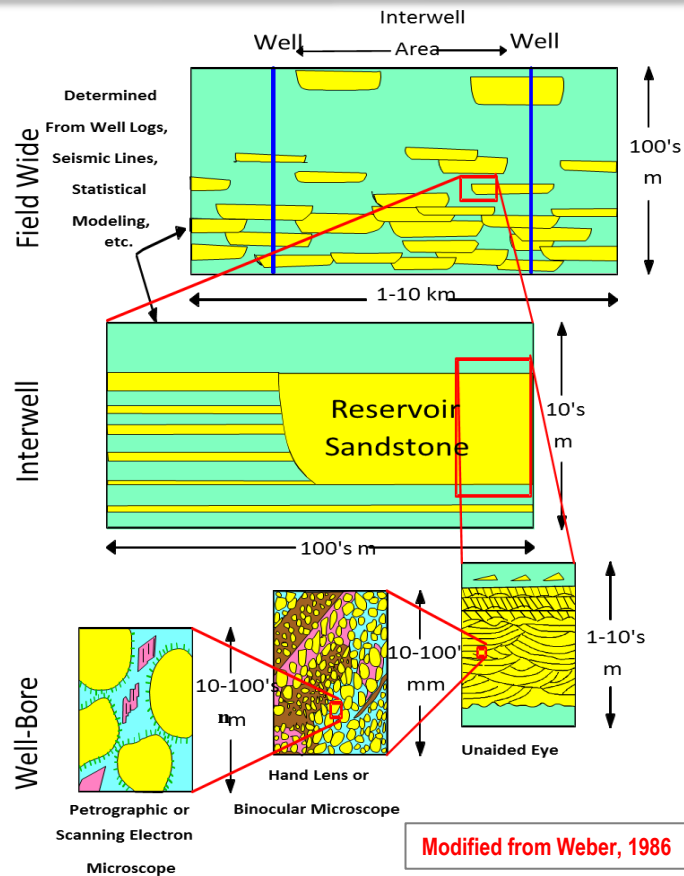 Interwell
Well
Area
Well
Field Wide
Determined
From Well Logs,
Seismic Lines,
Statistical
Modeling,
etc.
100's
m
1-10 km
Interwell
Reservoir
Sandstone
10's
m
100's m
Well-Bore
10-100's
nm
10-100'
mm
1-10's
m
Unaided Eye
Hand Lens or
Binocular Microscope
Petrographic or
Scanning Electron
Microscope
Modified from Weber, 1986